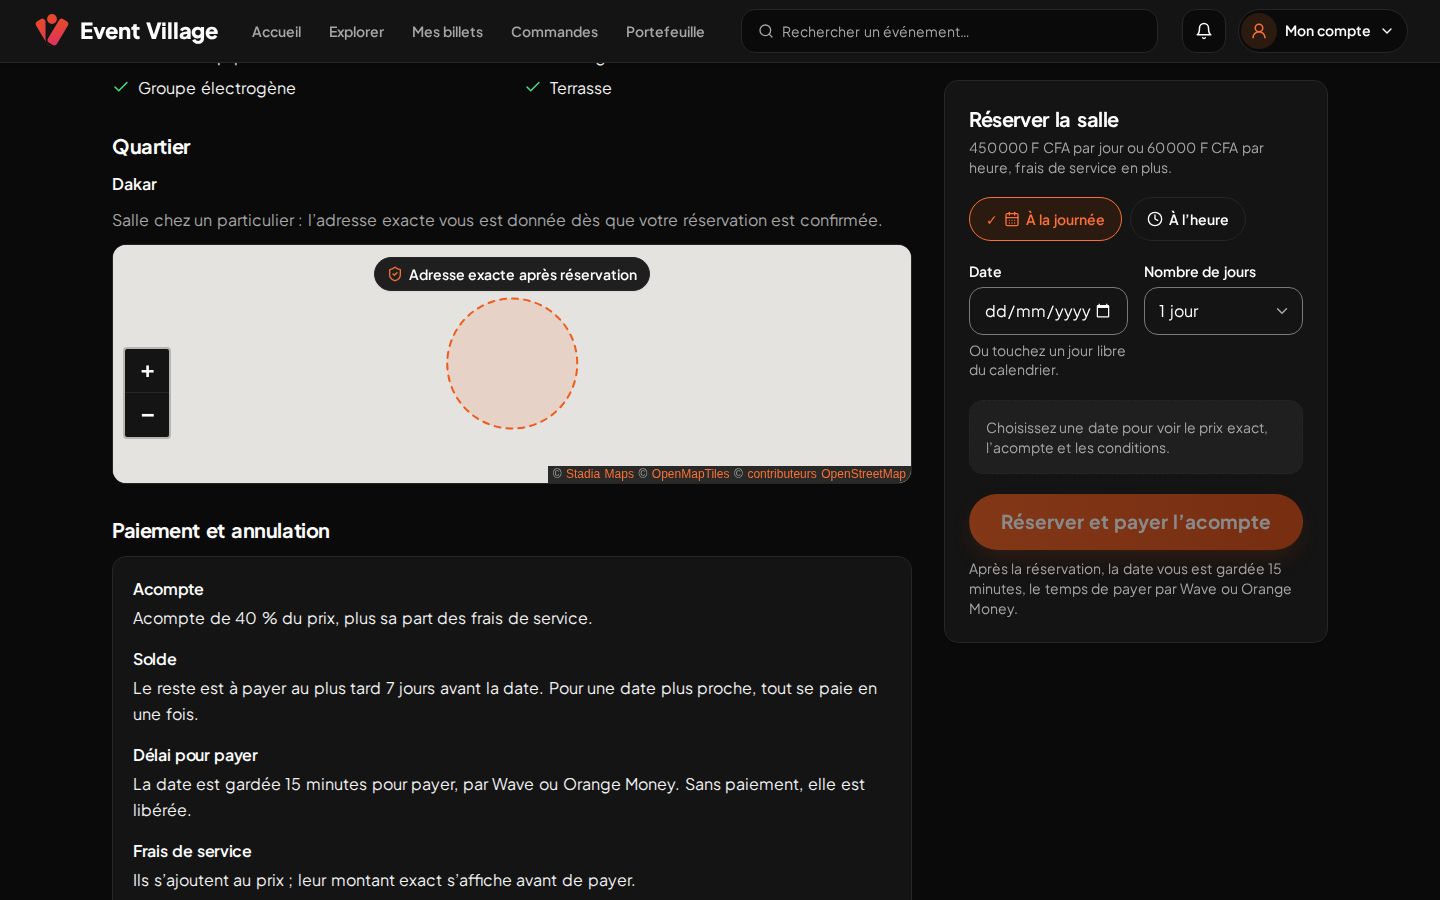 Event Village
Accueil
Explorer
Mes billets
Commandes
Portefeuille
Rechercher un événement…
Mon compte
Groupe électrogène
Terrasse
Quartier
Dakar
Salle chez un particulier : l’adresse exacte vous est donnée dès que votre réservation est confirmée.
Adresse exacte après réservation
+
−
© Stadia Maps © OpenMapTiles © contributeurs OpenStreetMap
Paiement et annulation
Acompte
Acompte de 40 % du prix, plus sa part des frais de service.
Solde
Le reste est à payer au plus tard 7 jours avant la date. Pour une date plus proche, tout se paie en
une fois.
Délai pour payer
La date est gardée 15 minutes pour payer, par Wave ou Orange Money. Sans paiement, elle est
libérée.
Frais de service
Ils s’ajoutent au prix ; leur montant exact s’affiche avant de payer.
Réserver la salle
450 000 F CFA par jour ou 60 000 F CFA par
heure, frais de service en plus.
✓ À la journée
À l’heure
Date
Nombre de jours
dd/mm/yyyy
1 jour
Ou touchez un jour libre
du calendrier.
Choisissez une date pour voir le prix exact,
l’acompte et les conditions.
Réserver et payer l’acompte
Après la réservation, la date vous est gardée 15
minutes, le temps de payer par Wave ou Orange
Money.